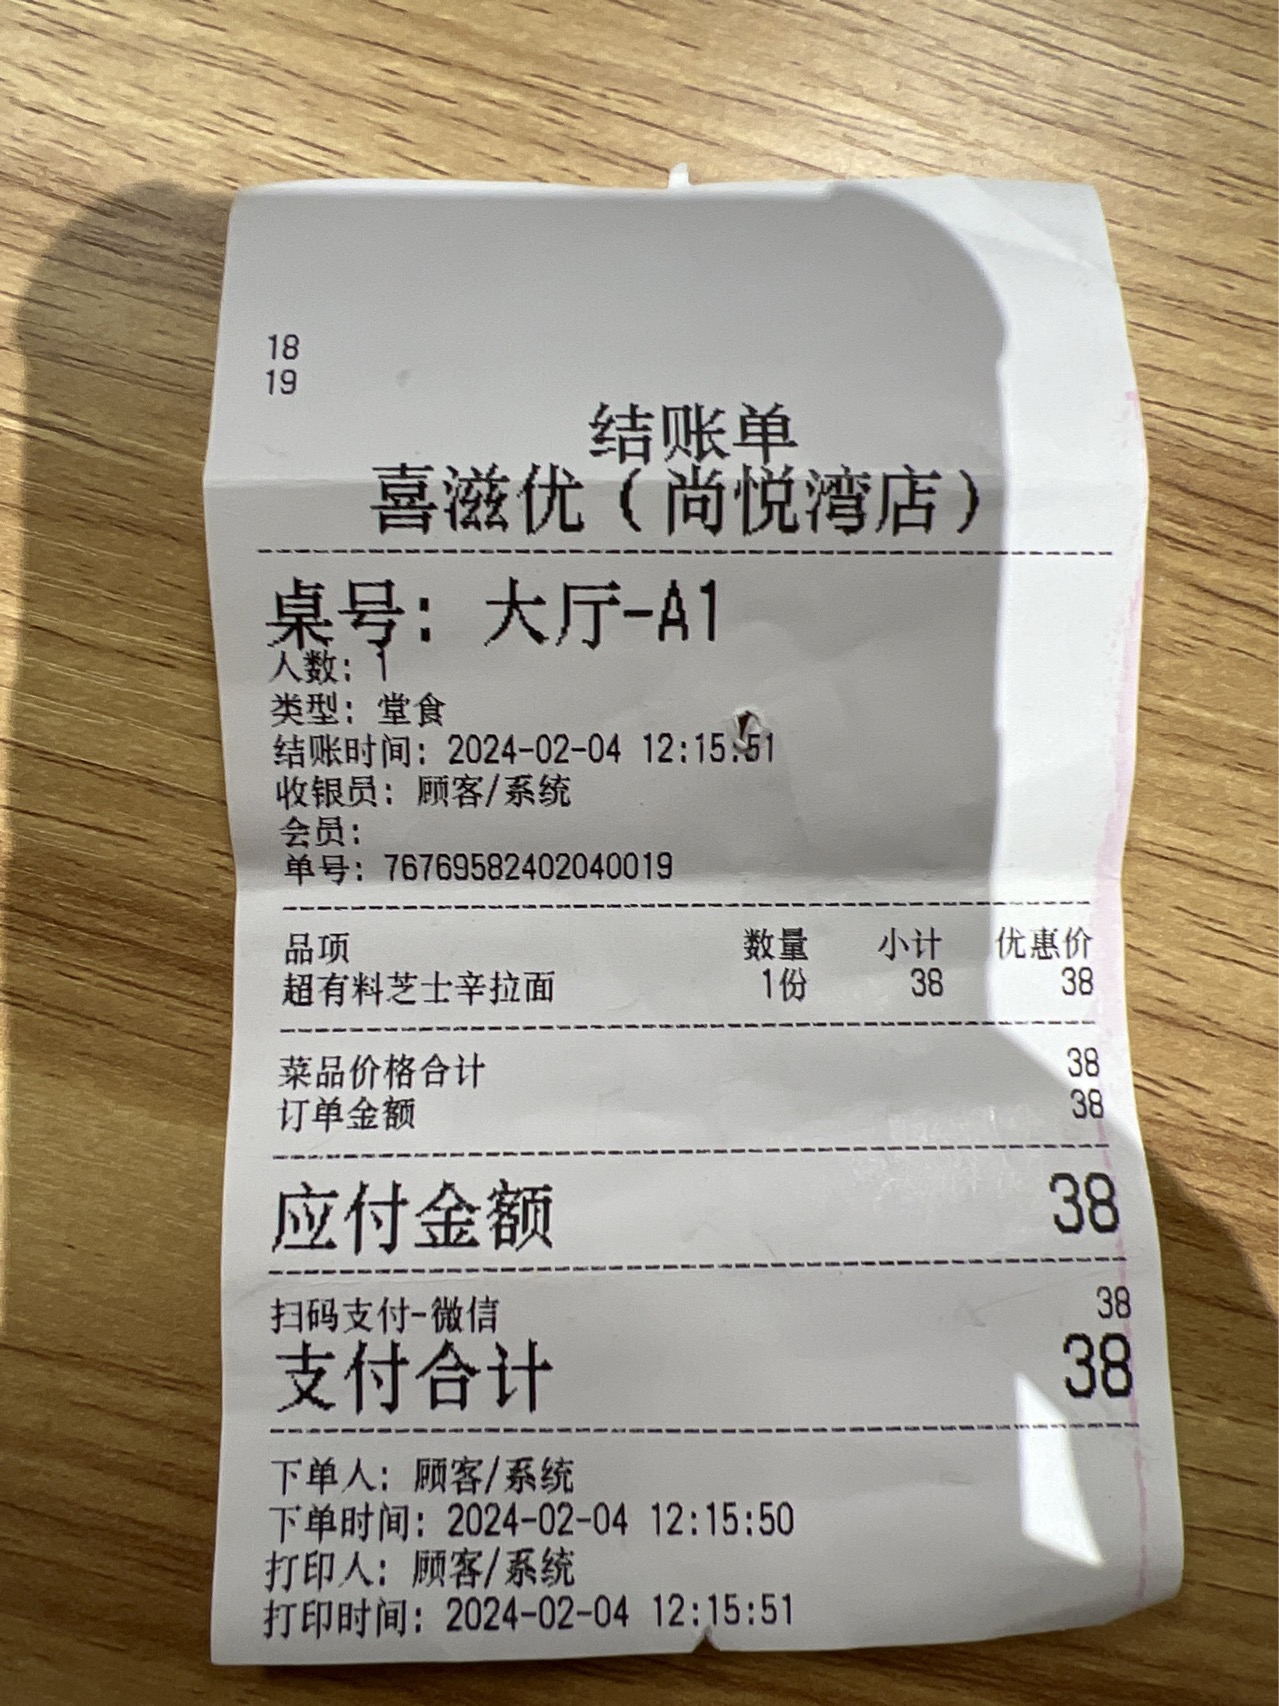 18
19
结账单
喜滋优（尚悦湾店）
桌号：大厅-A1
人数：1
类型：堂食
结账时间：2024-02-04 12:15:51
收银员：顾客/系统
会员：
单号：76769582402040019
品项 数量 小计 优惠价
超有料芝士辛拉面 1份 38 38
菜品价格合计 38
订单金额 38
应付金额 38
扫码支付-微信 38
支付合计 38
下单人：顾客/系统
下单时间：2024-02-04 12:15:50
打印人：顾客/系统
打印时间：2024-02-04 12:15:51